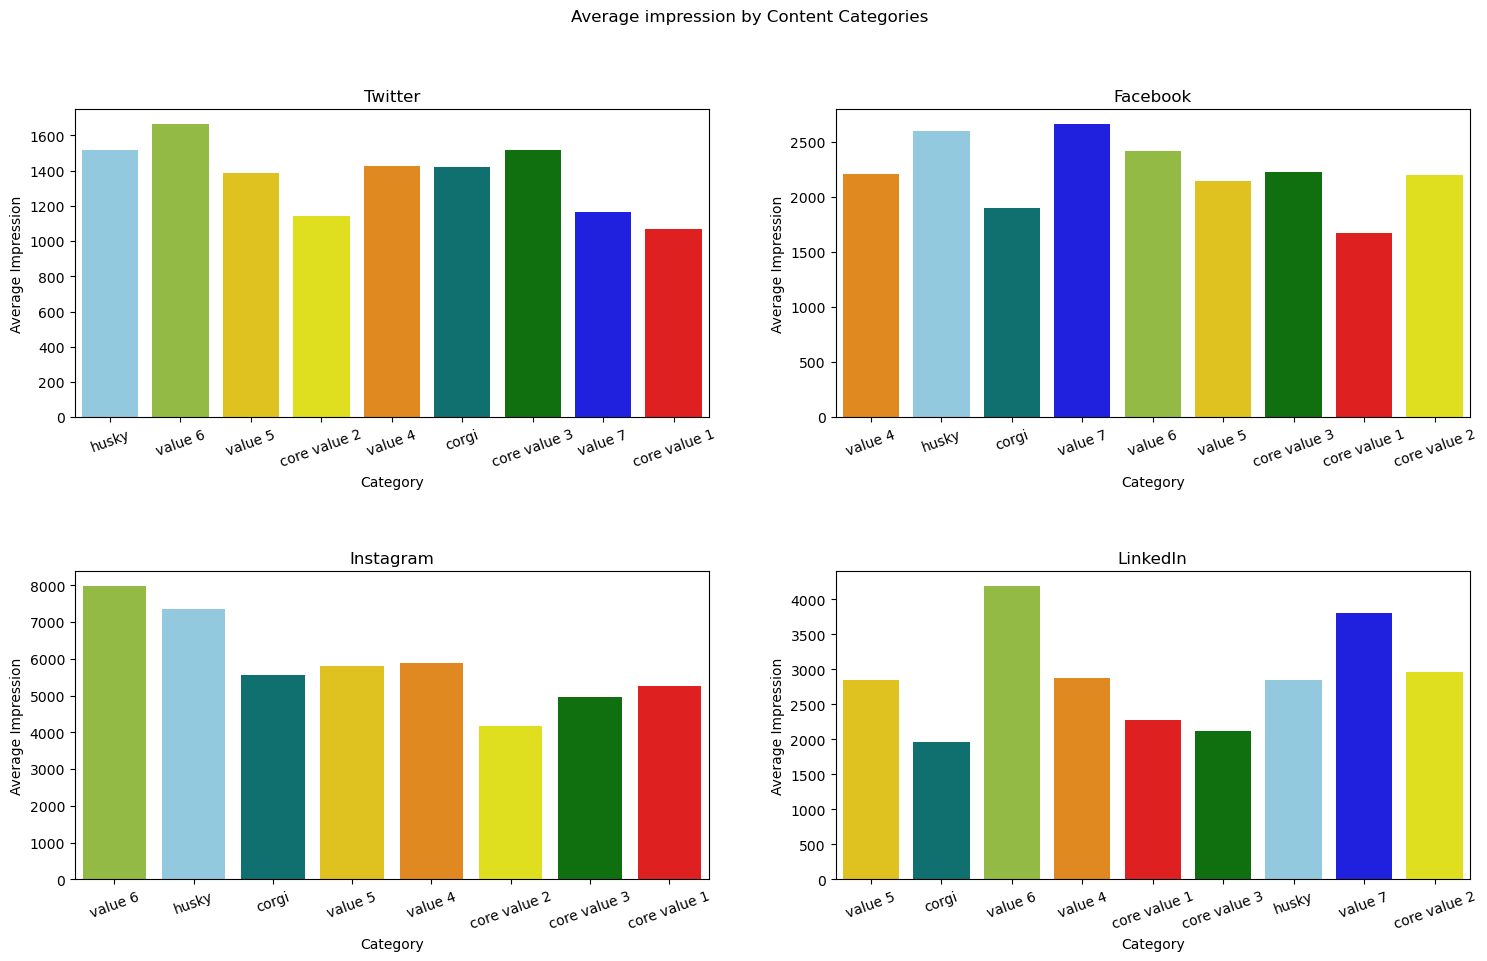 Average impression by Content Categories
Twitter
Average Impression
1600
1400
1200
1000
800
600
400
200
0
husky value 6 value 5 core value 2 value 4 corgi core value 3 value 7 core value 1
Category
Facebook
Average Impression
2500
2000
1500
1000
500
0
value 4 husky corgi value 7 value 6 value 5 core value 3 core value 1 core value 2
Category
Instagram
Average Impression
8000
7000
6000
5000
4000
3000
2000
1000
0
value 6 husky corgi value 5 value 4 core value 2 core value 3 core value 1
Category
LinkedIn
Average Impression
4000
3500
3000
2500
2000
1500
1000
500
0
value 5 corgi value 6 value 4 core value 1 core value 3 husky value 7 core value 2
Category